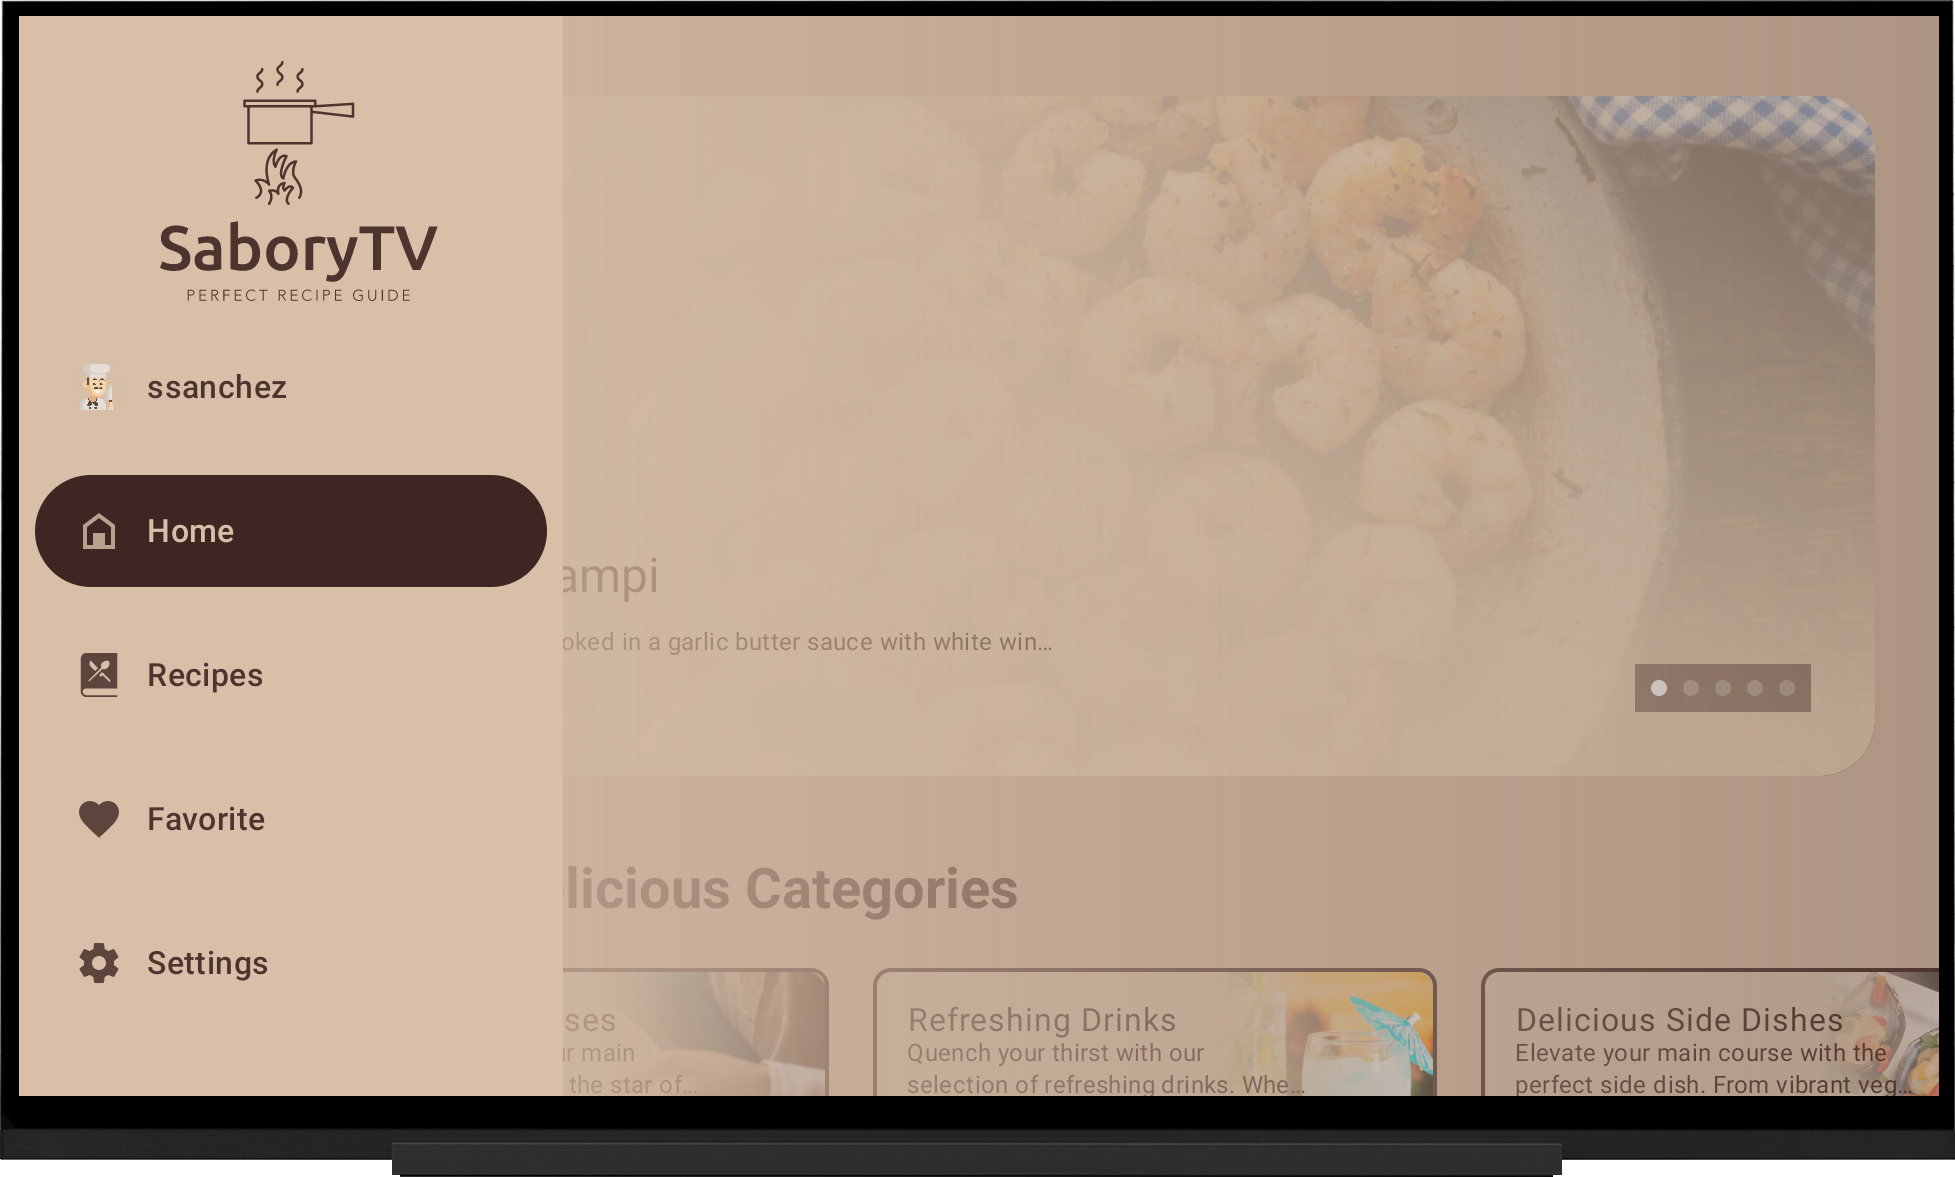 SaboryTV
PERFECT RECIPE GUIDE
ssanchez
Home
Recipes
Favorite
Settings
ampi
oked in a garlic butter sauce with white win...
licious Categories
ses
ir main
the star of...
Refreshing Drinks
Quench your thirst with our
selection of refreshing drinks. Whe...
Delicious Side Dishes
Elevate your main course with the
perfect side dish. From vibrant veg...